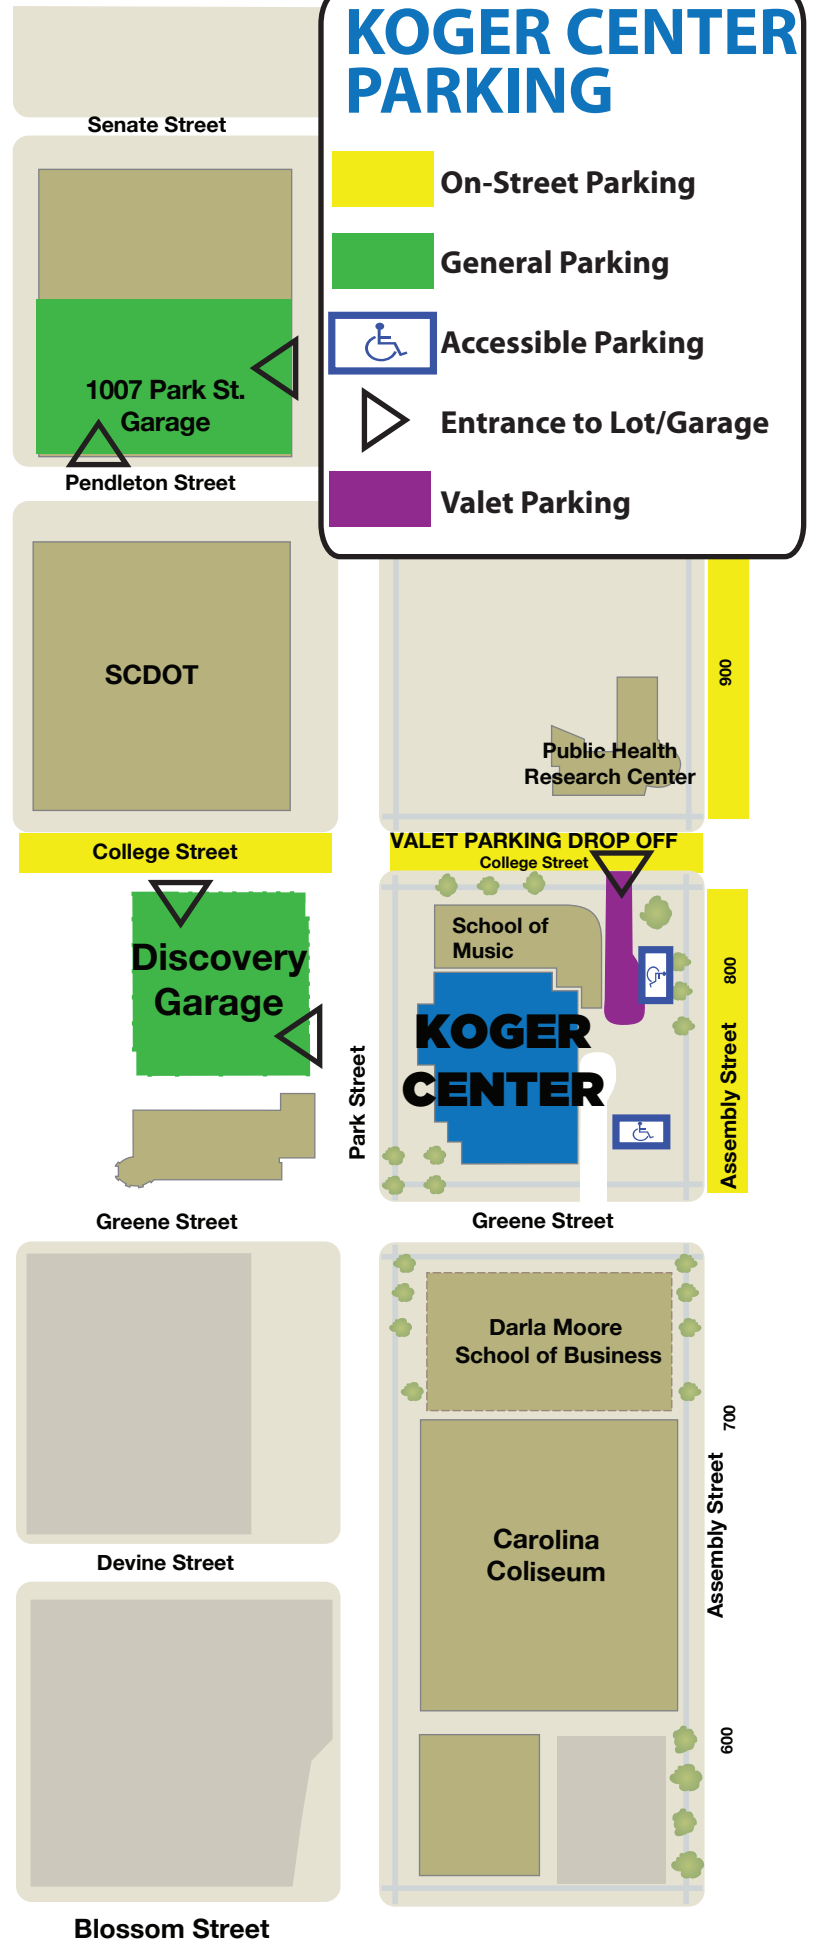 KOGER CENTER
PARKING
On-Street Parking
General Parking
Accessible Parking
Entrance to Lot/Garage
Valet Parking
Senate Street
1007 Park St.
Garage
Pendleton Street
SCDOT
900
Public Health
Research Center
College Street
VALET PARKING DROP OFF
College Street
School of
Music
Discovery
Garage
KOGER
CENTER
800
Assembly Street
Park Street
Greene Street
Greene Street
Darla Moore
School of Business
700
Assembly Street
Carolina
Coliseum
Devine Street
600
Blossom Street